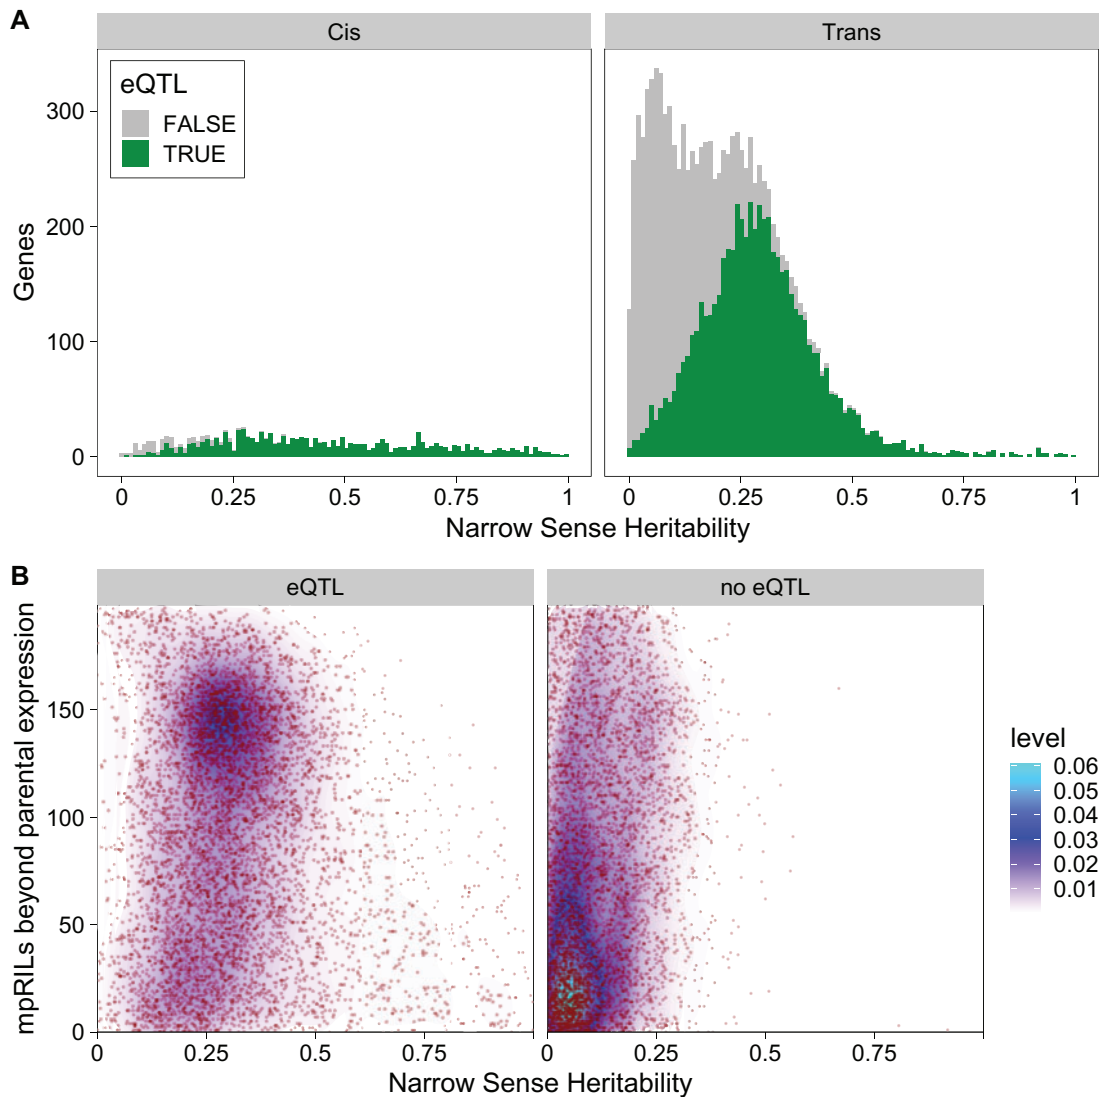 A
Cis
Trans
eQTL
FALSE
TRUE
Genes
300
200
100
0
0 0.25 0.5 0.75 1
0 0.25 0.5 0.75 1
Narrow Sense Heritability
B
eQTL
no eQTL
mpRILs beyond parental expression
150
100
50
0
0 0.25 0.5 0.75
0 0.25 0.5 0.75
Narrow Sense Heritability
level
0.06
0.05
0.04
0.03
0.02
0.01